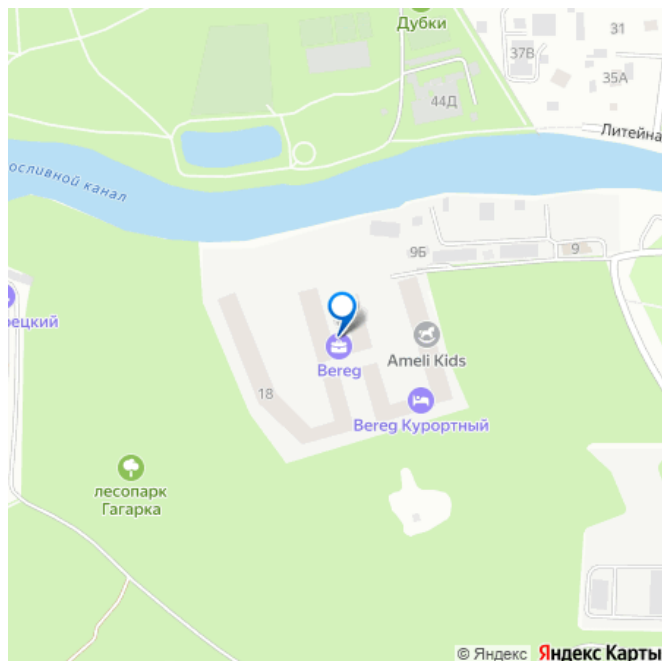 Дубки
31
37В
35А
44Д
Литейна
осливной канал
9Б
9
рецкий
Ameli Kids
Bereg
18
Bereg Курортный
лесопарк
Гагарка
© Яндекс Яндекс Карты